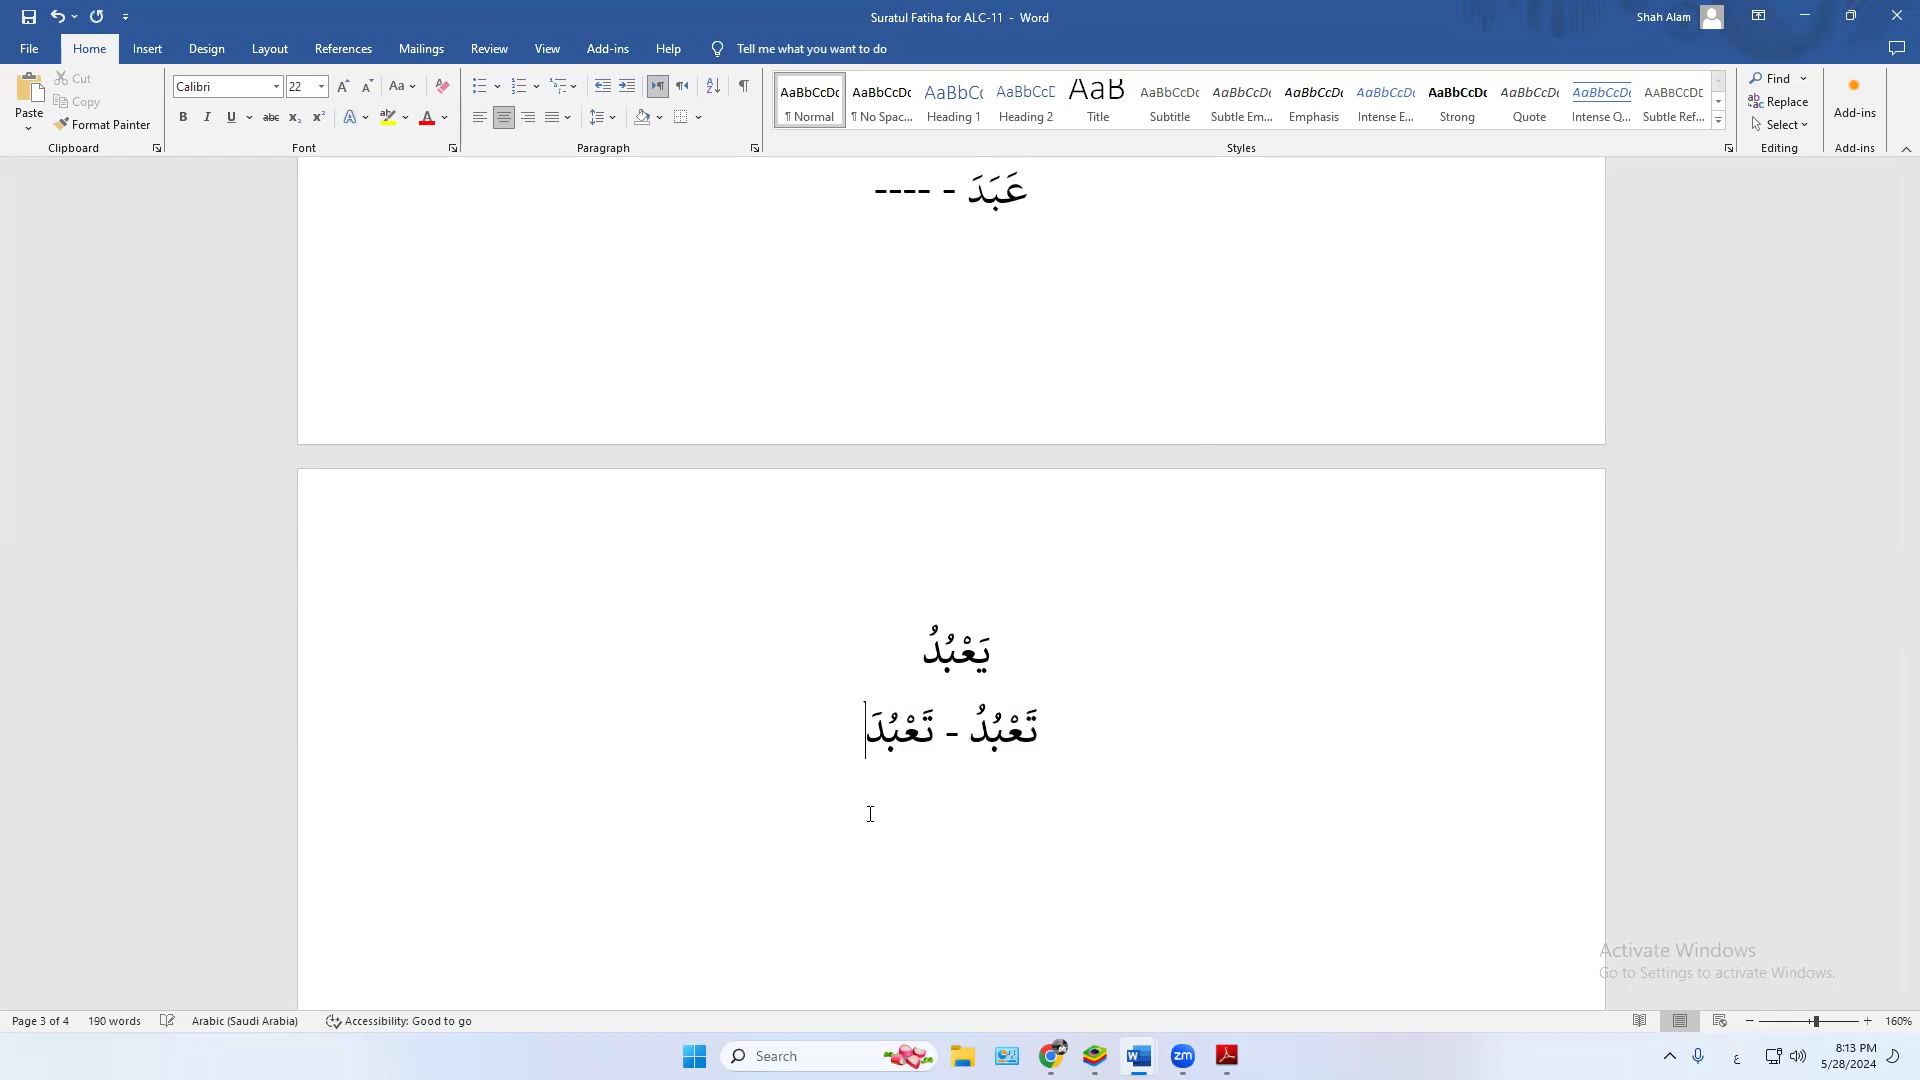 Suratul Fatiha for ALC-11 - Word
Shah Alam
File Home Insert Design Layout References Mailings Review View Add-ins Help Tell me what you want to do
Paste
Cut
Copy
Format Painter
Clipboard
Calibri 22
Font
Paragraph
AaBbCcDc AaBbCcDc AaBbCc AaBbCcD AaB AaBbCcDc AaBbCcDc AaBbCcDc AaBbCcDc AaBbCcDc AaBbCcDc AaBbCcDc AaBbCcDc
¶ Normal ¶ No Spac... Heading 1 Heading 2 Title Subtitle Subtle Em... Emphasis Intense E... Strong Quote Intense Q... Subtle Ref...
Styles
Find
Replace
Select
Editing
Add-ins
Add-ins
عَبَدَ - ----
يَعْبُدُ
تَعْبُدُ - تَعْبُدَ
Activate Windows
Go to Settings to activate Windows.
Page 3 of 4 190 words Arabic (Saudi Arabia) Accessibility: Good to go 160%
Search
zm
ع
8:13 PM
5/28/2024